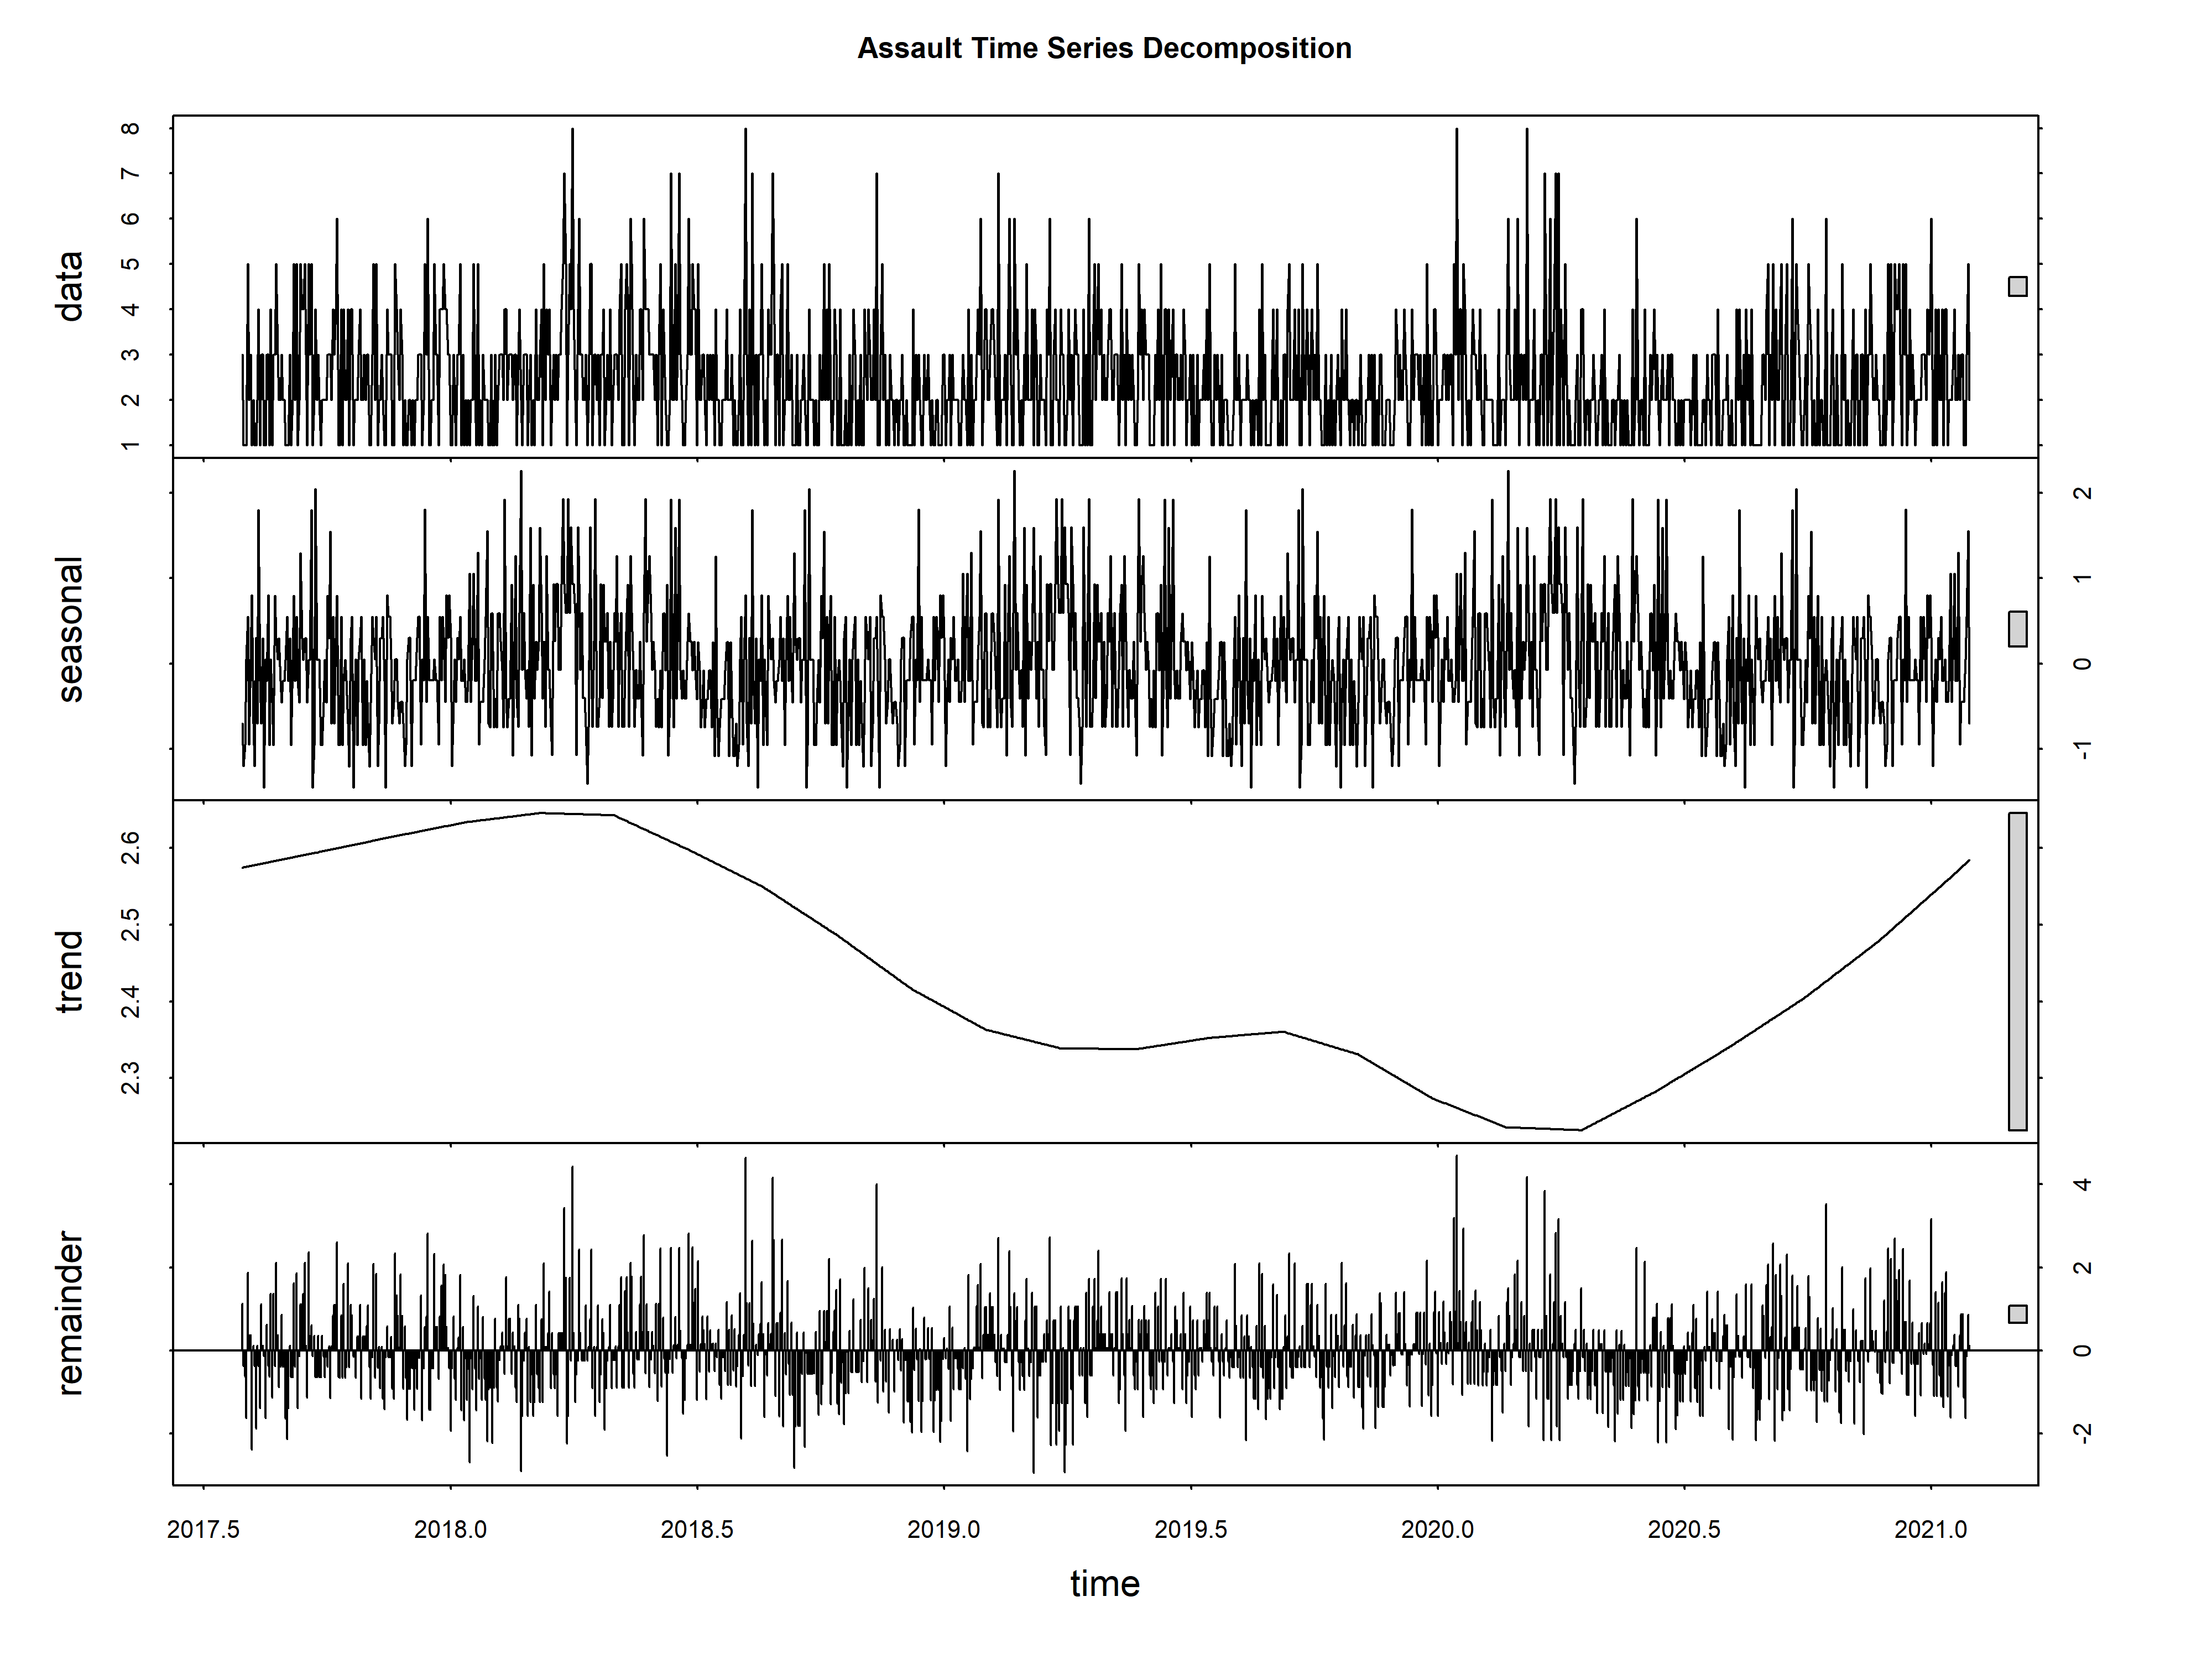 Assault Time Series Decomposition
data
1 2 3 4 5 6 7 8
seasonal
-1 0 1 2
trend
2.3 2.4 2.5 2.6
remainder
-2 0 2 4
2017.5 2018.0 2018.5 2019.0 2019.5 2020.0 2020.5 2021.0
time